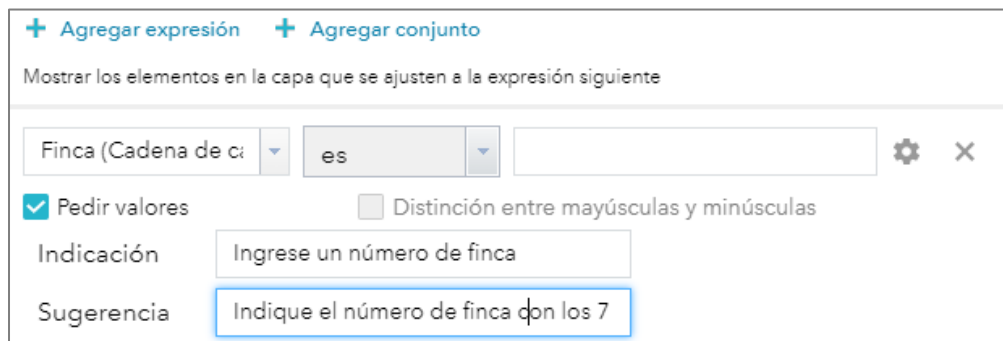 + Agregar expresión + Agregar conjunto
Mostrar los elementos en la capa que se ajusten a la expresión siguiente
Finca (Cadena de ca es
Pedir valores Distinción entre mayúsculas y minúsculas
Indicación Ingrese un número de finca
Sugerencia Indique el número de finca con los 7